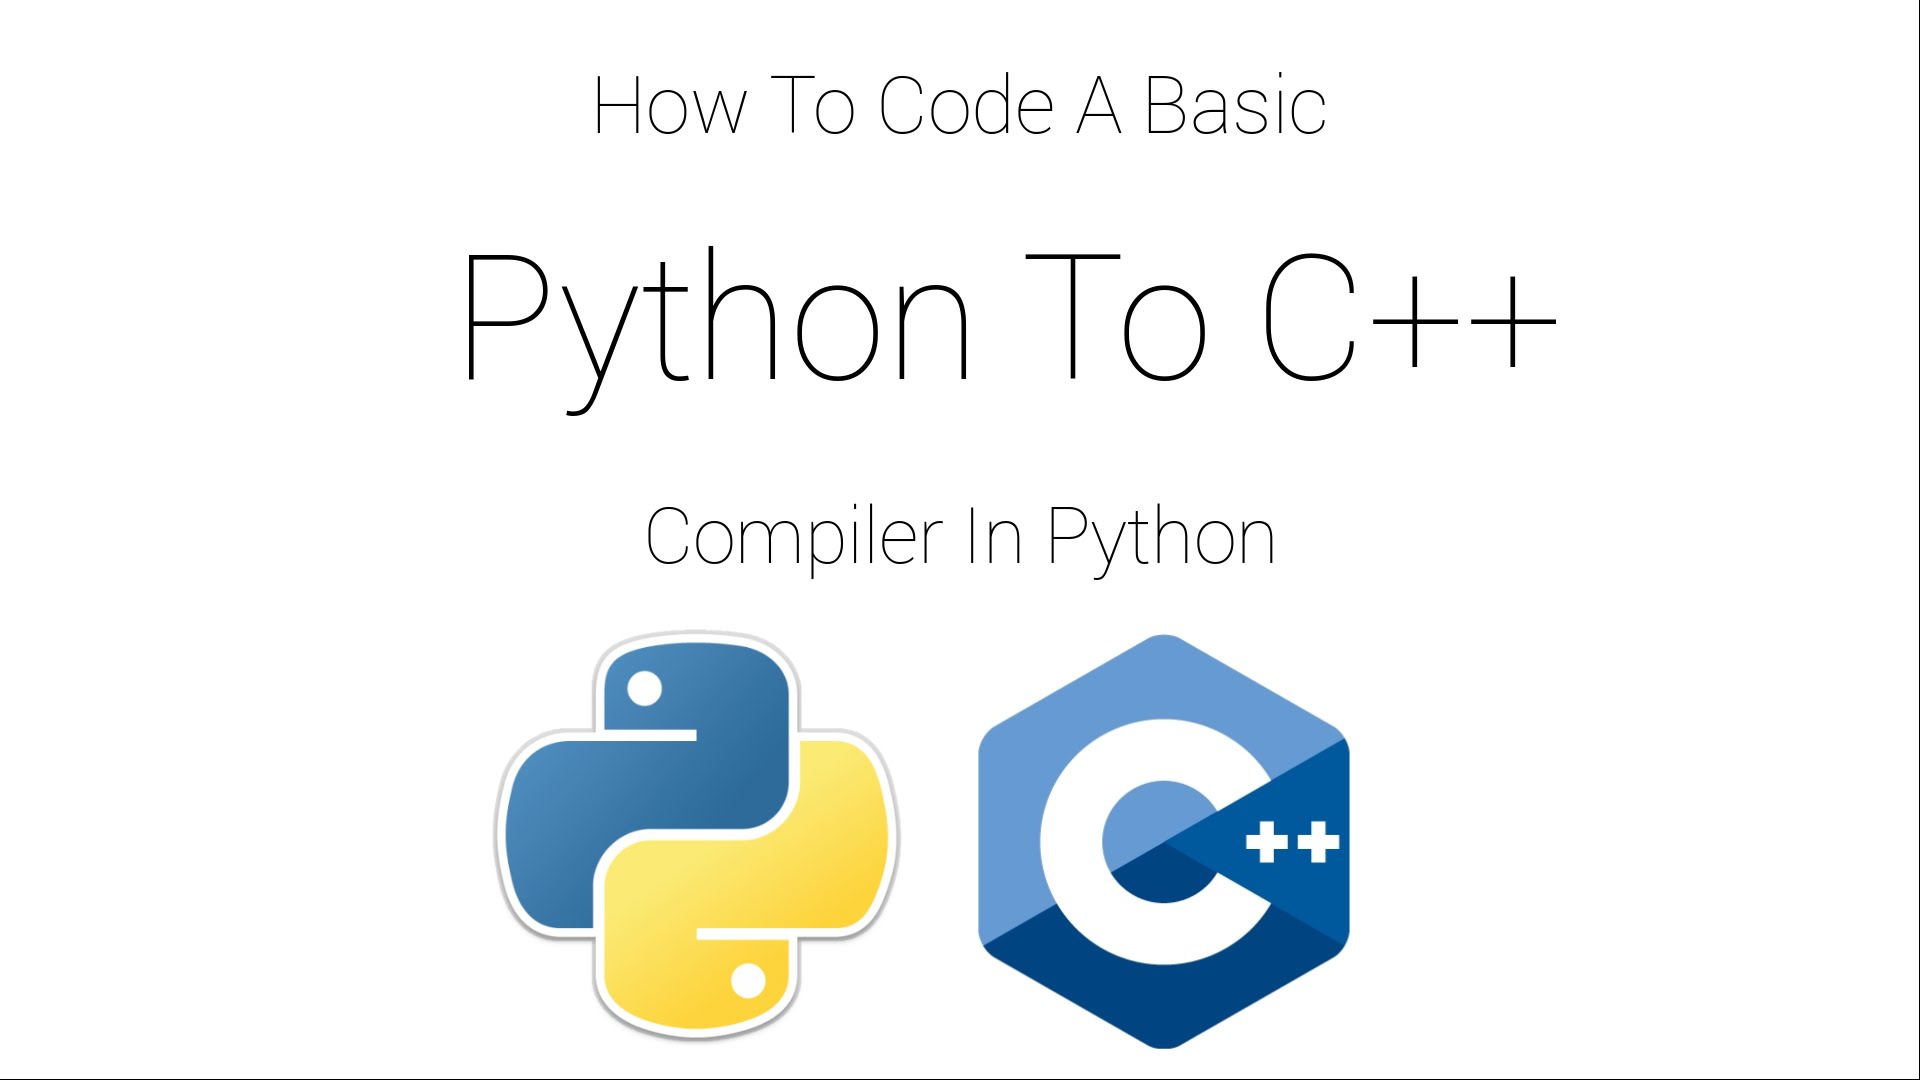 How To Code A Basic
Python To C++
Compiler In Python
++